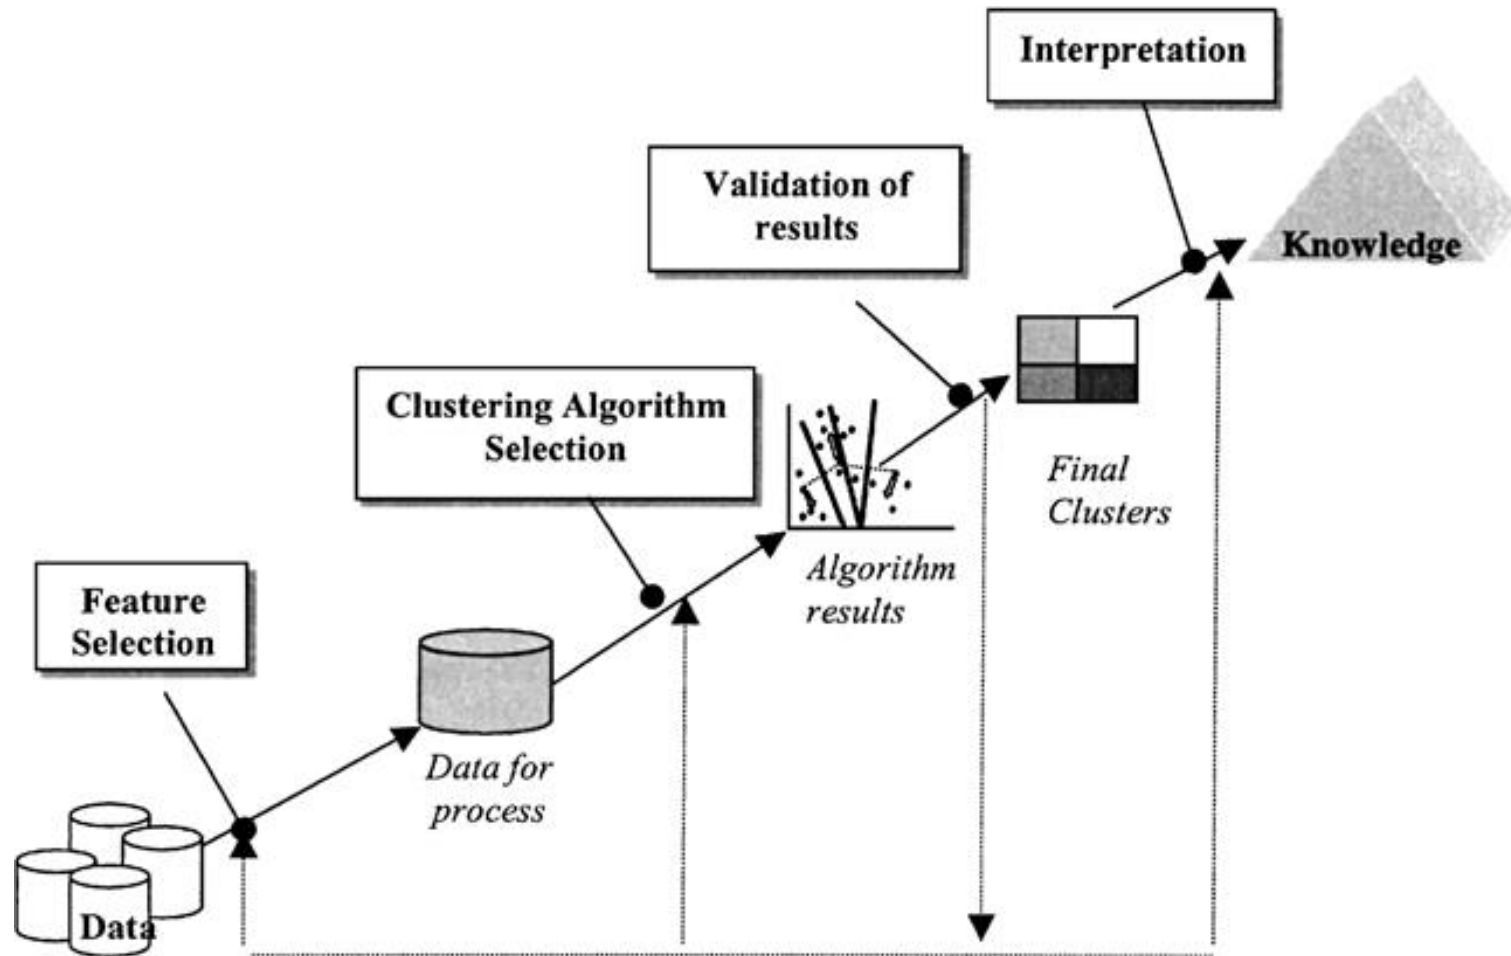 Interpretation
Validation of
results
Knowledge
Clustering Algorithm
Selection
Final
Clusters
Algorithm
results
Feature
Selection
Data for
process
Data